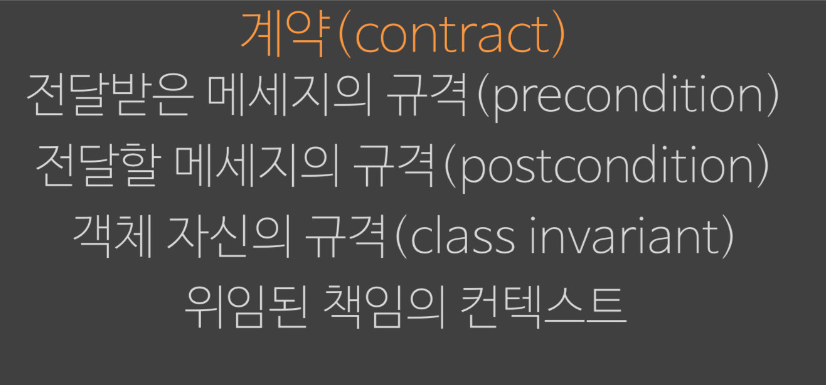 계약(contract)
전달받은 메세지의 규격(precondition)
전달할 메세지의 규격(postcondition)
객체 자신의 규격(class invariant)
위임된 책임의 컨텍스트